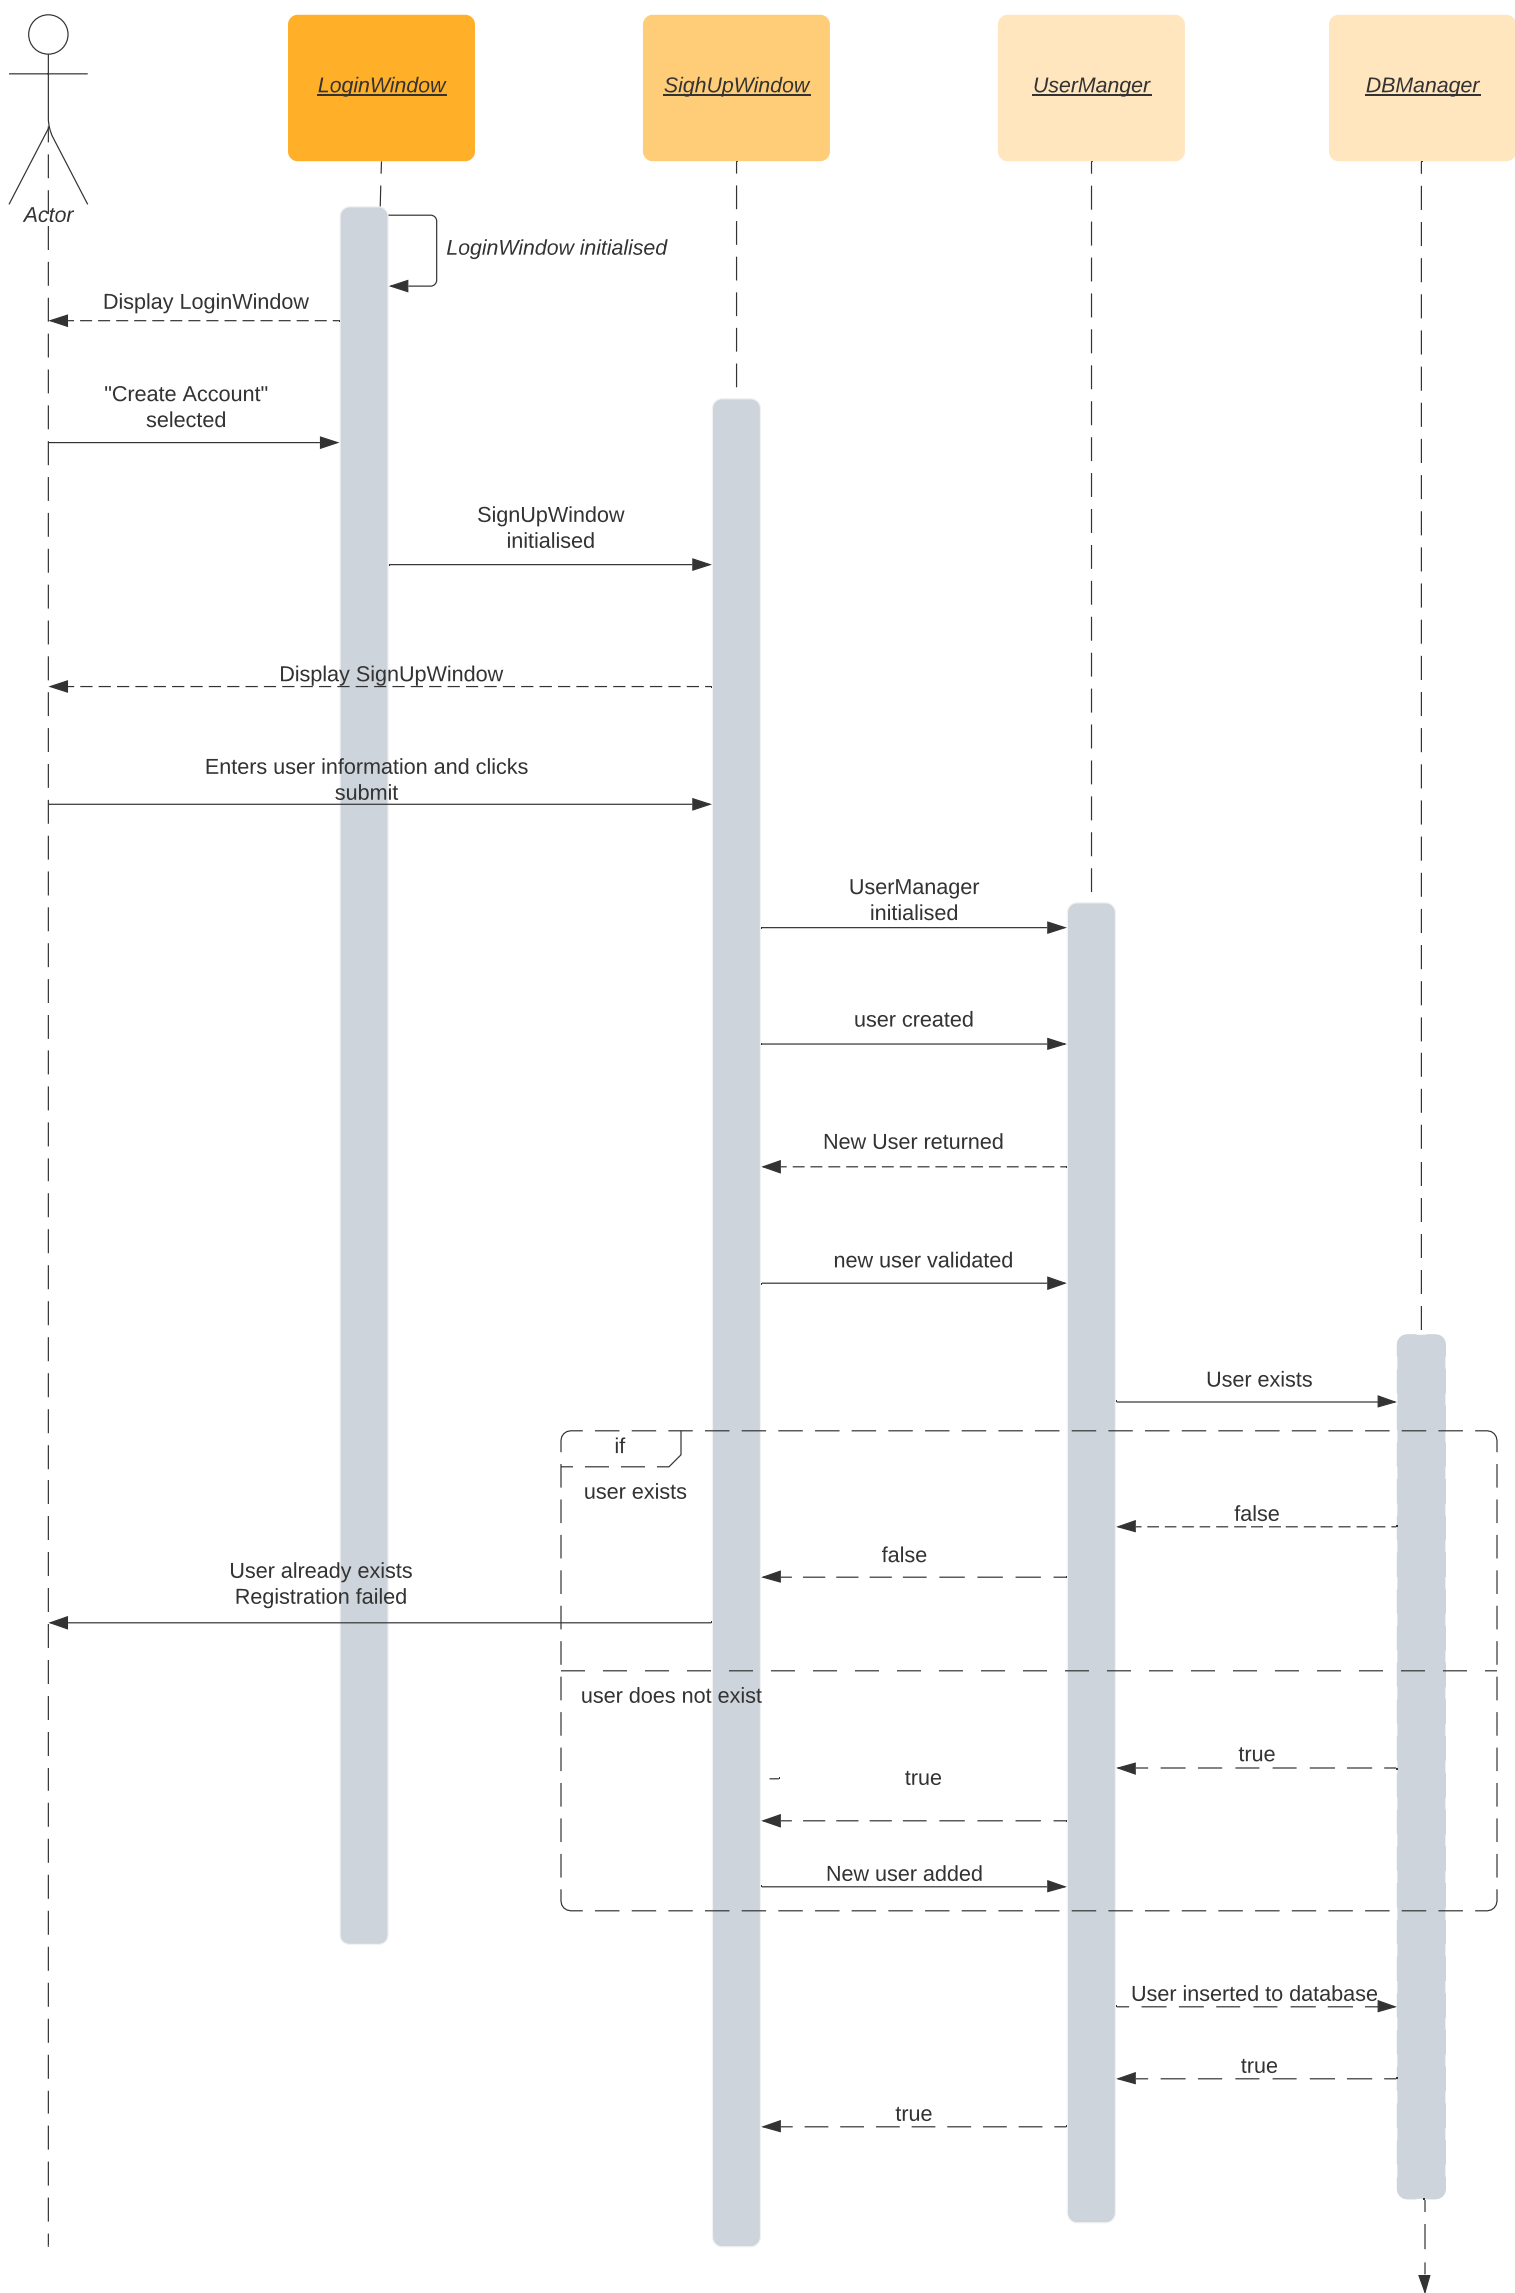 LoginWindow
SighUpWindow
UserManger
DBManager
Actor
LoginWindow initialised
Display LoginWindow
"Create Account"
selected
SignUpWindow
initialised
Display SignUpWindow
Enters user information and clicks
submit
UserManager
initialised
user created
New User returned
new user validated
User exists
if
user exists
false
false
User already exists
Registration failed
user does not exist
true
true
New user added
User inserted to database
true
true